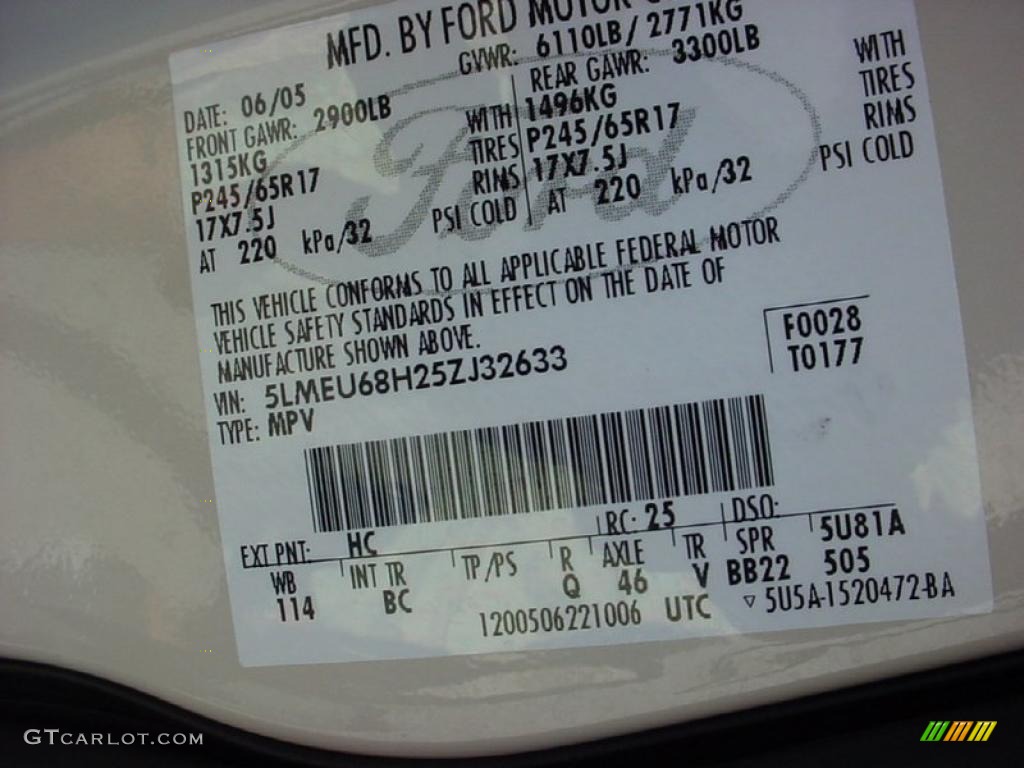 MFD. BY FORD MOTOR
GVWR: 6110LB / 2771KG
DATE: 06/05
FRONT GAWR: 2900LB
1315KG WITH
P245/65R17 TIRES
17X7.5J RIMS
AT 220 kPa/32 PSI COLD
REAR GAWR: 3300LB
1496KG WITH
P245/65R17 TIRES
17X7.5J RIMS
AT 220 kPa/32 PSI COLD
Ford
THIS VEHICLE CONFORMS TO ALL APPLICABLE FEDERAL MOTOR
VEHICLE SAFETY STANDARDS IN EFFECT ON THE DATE OF
MANUFACTURE SHOWN ABOVE.
VIN: 5LMEU68H25ZJ32633
TYPE: MPV
F0028
T0177
EXT PNT: HC RC: 25 DSO:
WB INT TR TP/PS R AXLE TR SPR 5U81A
114 BC Q 46 V BB22 505
1200506221006 UTC ▽ 5U5A-1520472-BA
GTCARLOT.COM